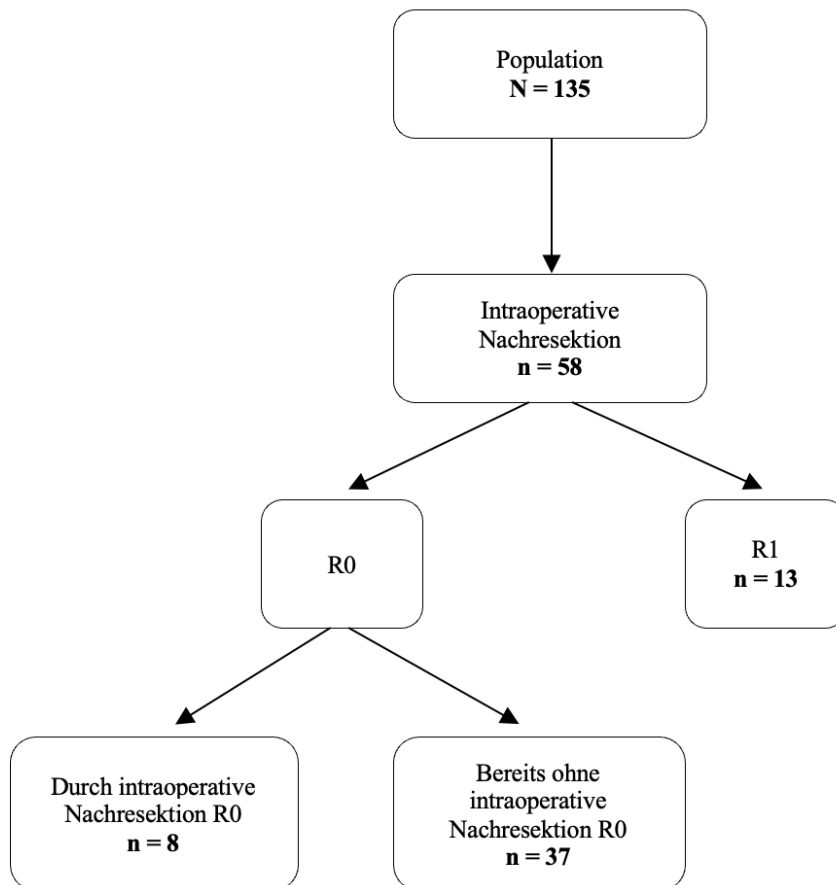 Population
N = 135
Intraoperative
Nachresektion
n = 58
R0
R1
n = 13
Durch intraoperative
Nachresektion R0
n = 8
Bereits ohne
intraoperative
Nachresektion R0
n = 37